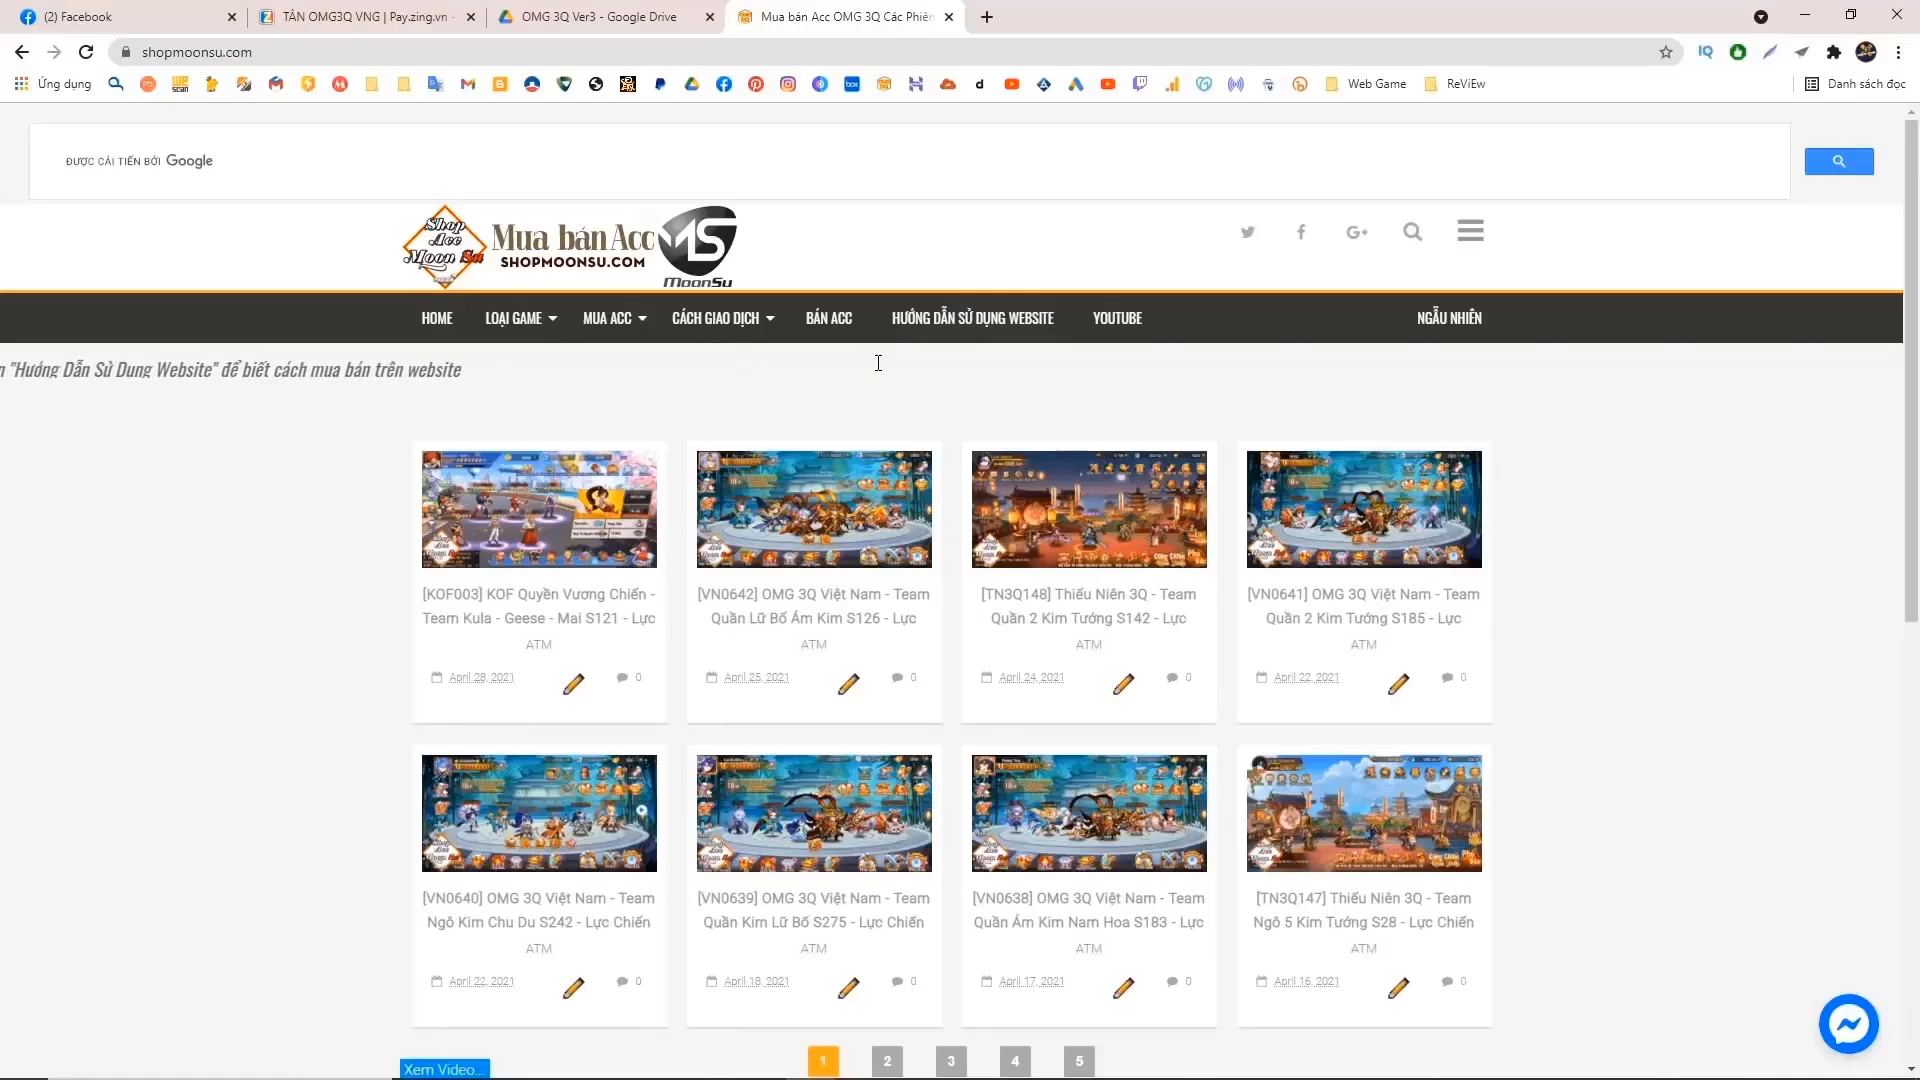 (2) Facebook
TÂN OMG3Q VNG | Pay.zing.vn -
OMG 3Q Ver3 - Google Drive
Mua bán Acc OMG 3Q Các Phiên
shopmoonsu.com
Ứng dụng
Web Game
ReViEw
Danh sách đọc
ĐƯỢC CẢI TIẾN BỞI Google
Shop Acc Moon Su
Mua bán Acc
SHOPMOONSU.COM
MS
MoonSu
HOME
LOẠI GAME
MUA ACC
CÁCH GIAO DỊCH
BÁN ACC
HƯỚNG DẪN SỬ DỤNG WEBSITE
YOUTUBE
NGẪU NHIÊN
"Hướng Dẫn Sử Dung Website" để biết cách mua bán trên website
[KOF003] KOF Quyền Vương Chiến -
Team Kula - Geese - Mai S121 - Lực
ATM
April 28, 2021
0
[VN0642] OMG 3Q Việt Nam - Team
Quần Lữ Bố Ám Kim S126 - Lực
ATM
April 25, 2021
0
[TN3Q148] Thiếu Niên 3Q - Team
Quần 2 Kim Tướng S142 - Lực
ATM
April 24, 2021
0
[VN0641] OMG 3Q Việt Nam - Team
Quần 2 Kim Tướng S185 - Lực
ATM
April 22, 2021
0
[VN0640] OMG 3Q Việt Nam - Team
Ngô Kim Chu Du S242 - Lực Chiến
ATM
April 22, 2021
0
[VN0639] OMG 3Q Việt Nam - Team
Quần Kim Lữ Bố S275 - Lực Chiến
ATM
April 18, 2021
0
[VN0638] OMG 3Q Việt Nam - Team
Quần Ám Kim Nam Hoa S183 - Lực
ATM
April 17, 2021
0
[TN3Q147] Thiếu Niên 3Q - Team
Ngô 5 Kim Tướng S28 - Lực Chiến
ATM
April 16, 2021
0
Xem Video...
1
2
3
4
5